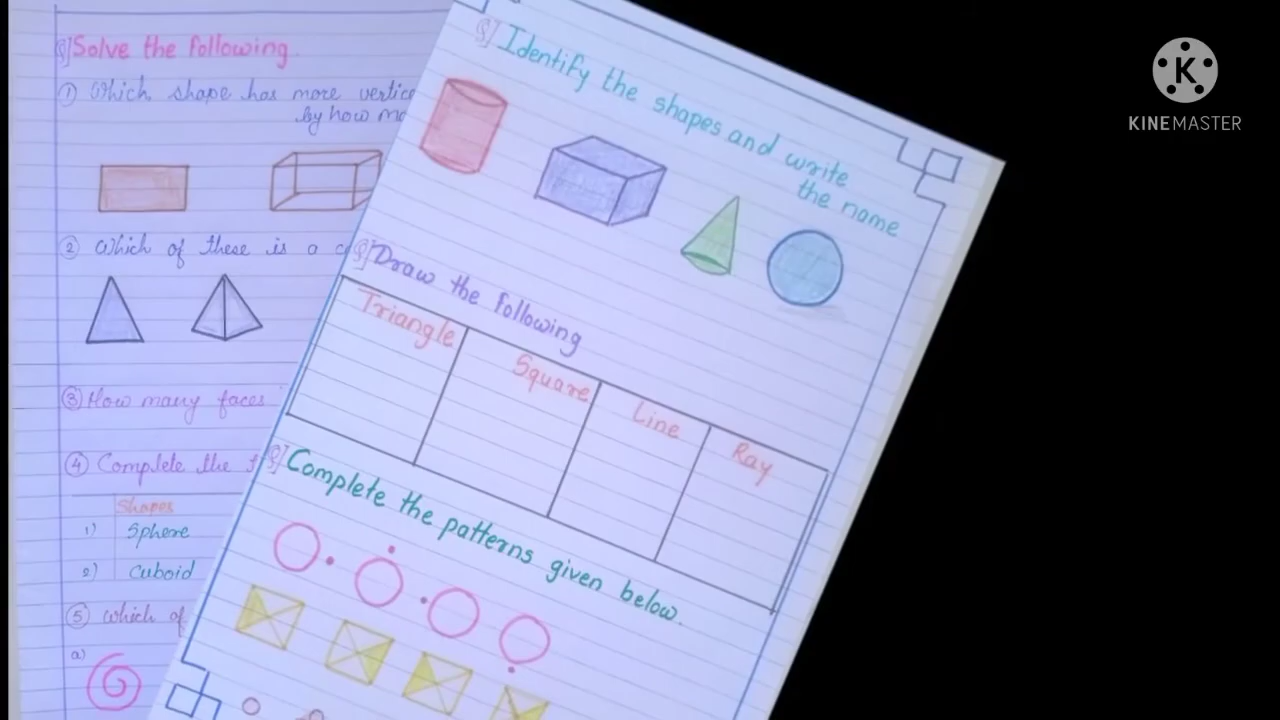 Q] Solve the following.
① Which shape has more
by how
② Which of these is a
③ How many faces
④ Complete the
Shapes
1) Sphere
2) Cuboid
⑤ Which of
a)
Q] Identify the shapes and write
the name
Q] Draw the following
Triangle
Square
Line
Ray
Q] Complete the patterns given below.
K
KINEMASTER